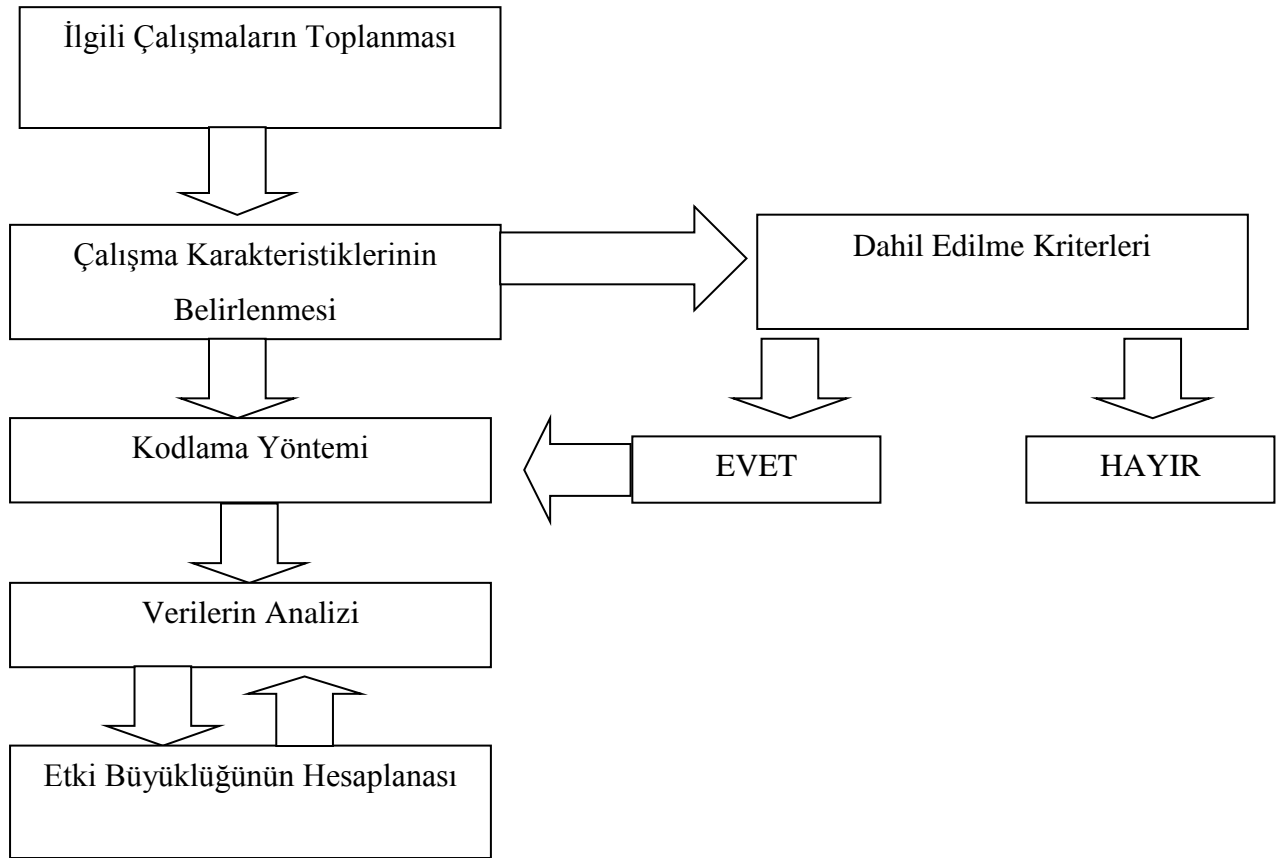 İlgili Çalışmaların Toplanması
Çalışma Karakteristiklerinin
Belirlenmesi
Dahil Edilme Kriterleri
Kodlama Yöntemi
EVET
HAYIR
Verilerin Analizi
Etki Büyüklüğünün Hesaplanası